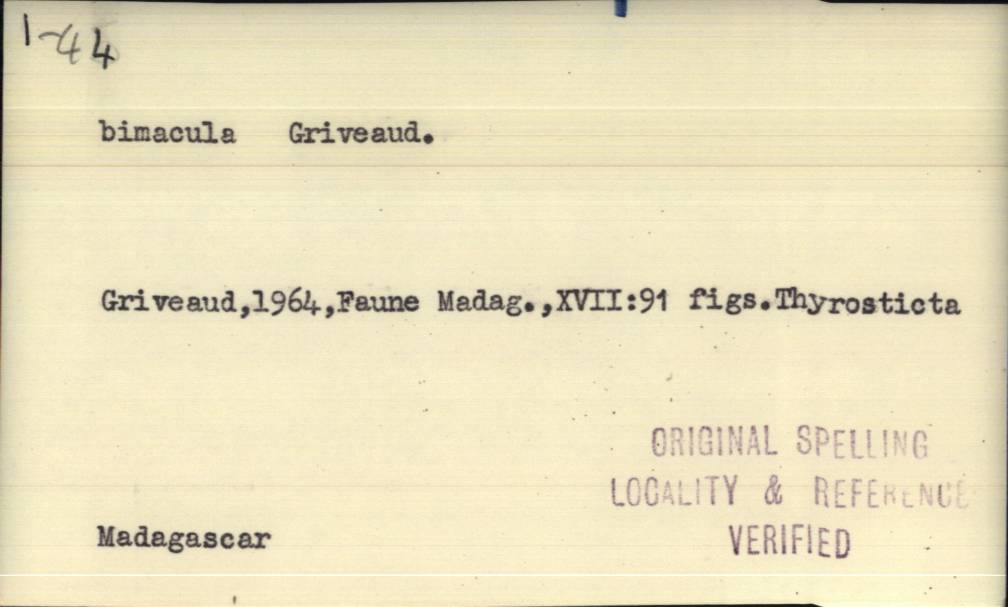 1-44
bimacula Griveaud.
Griveaud,1964,Faune Madag.,XVII:91 figs.Thyrosticta
ORIGINAL SPELLING
LOCALITY & REFERENCE
VERIFIED
Madagascar